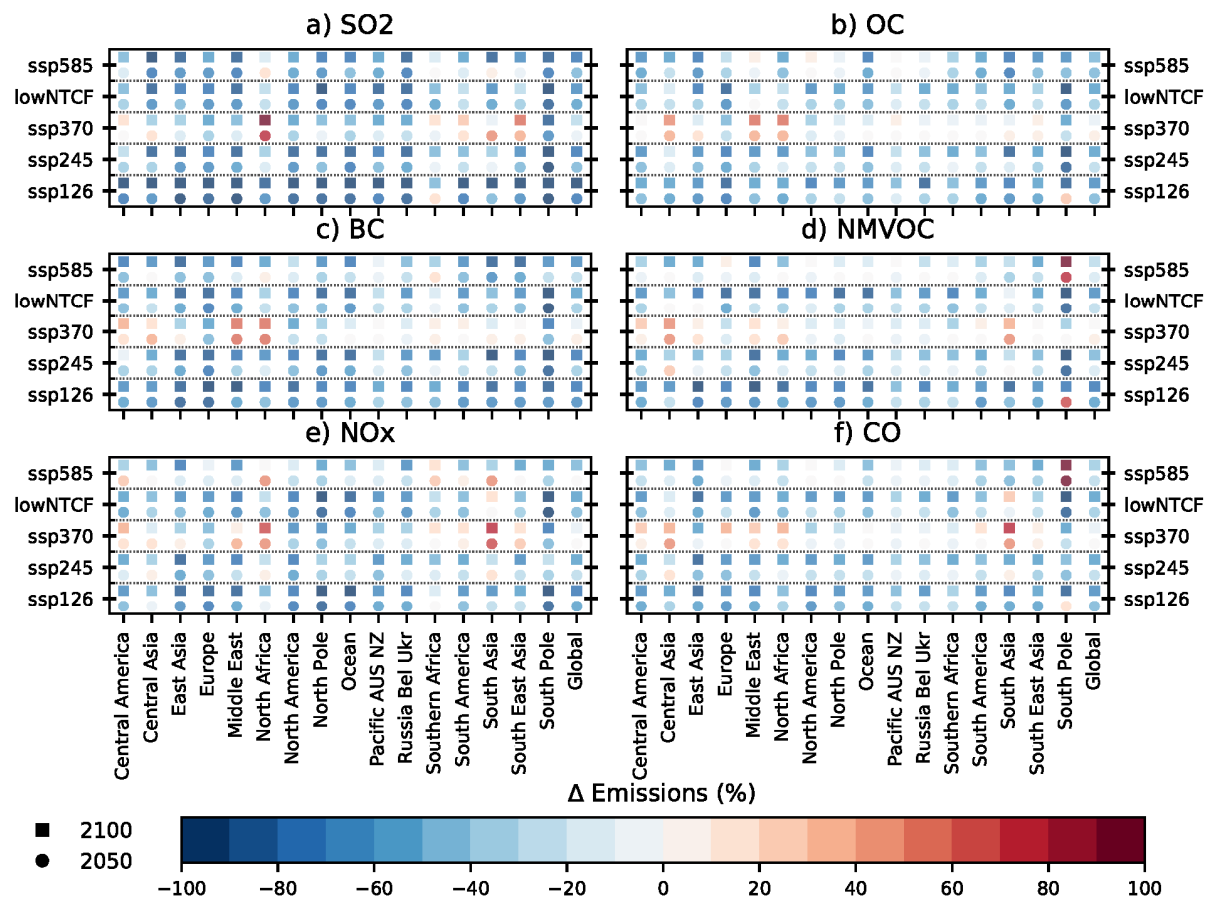 a) SO2
b) OC
ssp585
ssp585
lowNTCF
lowNTCF
ssp370
ssp370
ssp245
ssp245
ssp126
ssp126
c) BC
d) NMVOC
ssp585
ssp585
lowNTCF
lowNTCF
ssp370
ssp370
ssp245
ssp245
ssp126
ssp126
e) NOx
f) CO
ssp585
ssp585
lowNTCF
lowNTCF
ssp370
ssp370
ssp245
ssp245
ssp126
ssp126
Central America
Central Asia
East Asia
Europe
Middle East
North Africa
North America
North Pole
Ocean
Pacific AUS NZ
Russia Bel Ukr
Southern Africa
South America
South Asia
South East Asia
South Pole
Global
Central America
Central Asia
East Asia
Europe
Middle East
North Africa
North America
North Pole
Ocean
Pacific AUS NZ
Russia Bel Ukr
Southern Africa
South America
South Asia
South East Asia
South Pole
Global
Δ Emissions (%)
2100
2050
−100 −80 −60 −40 −20 0 20 40 60 80 100